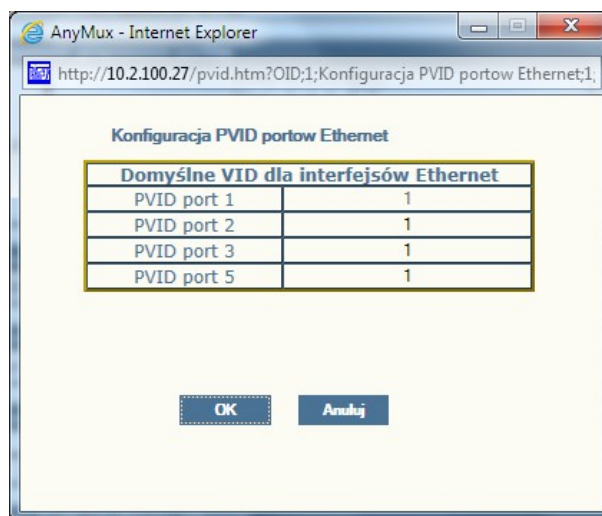 AnyMux - Internet Explorer
http://10.2.100.27/pvid.htm?OID;1;Konfiguracja PVID portow Ethernet;1;
Konfiguracja PVID portow Ethernet
Domyślne VID dla interfejsów Ethernet
PVID port 1 1
PVID port 2 1
PVID port 3 1
PVID port 5 1
OK Anuluj